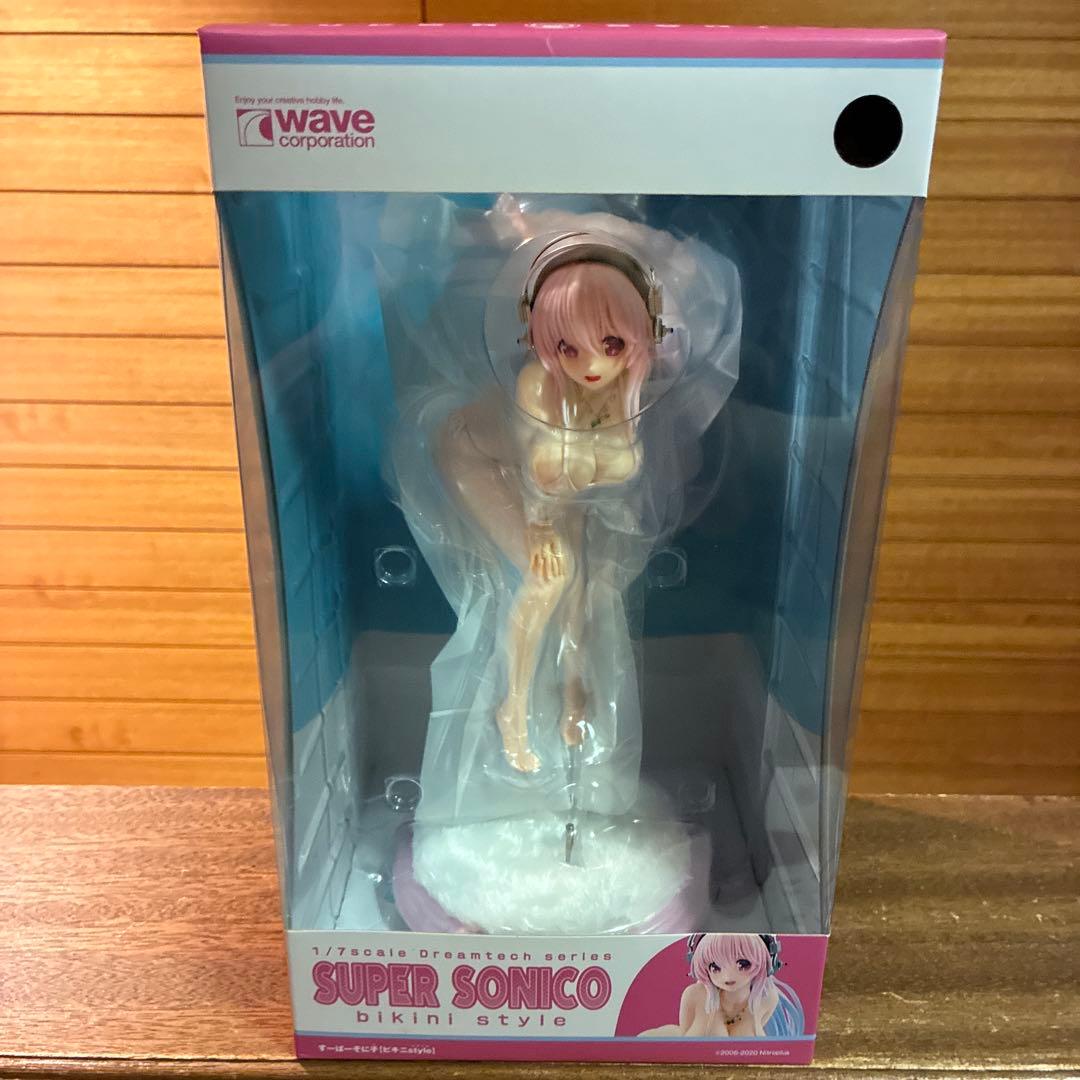 Enjoy your creative hobby life.
wave
corporation
1/7scale Dreamtech series
SUPER SONICO
bikini style
すーぱーそに子【ビキニstyle】
©2006-2020 Nitroplus